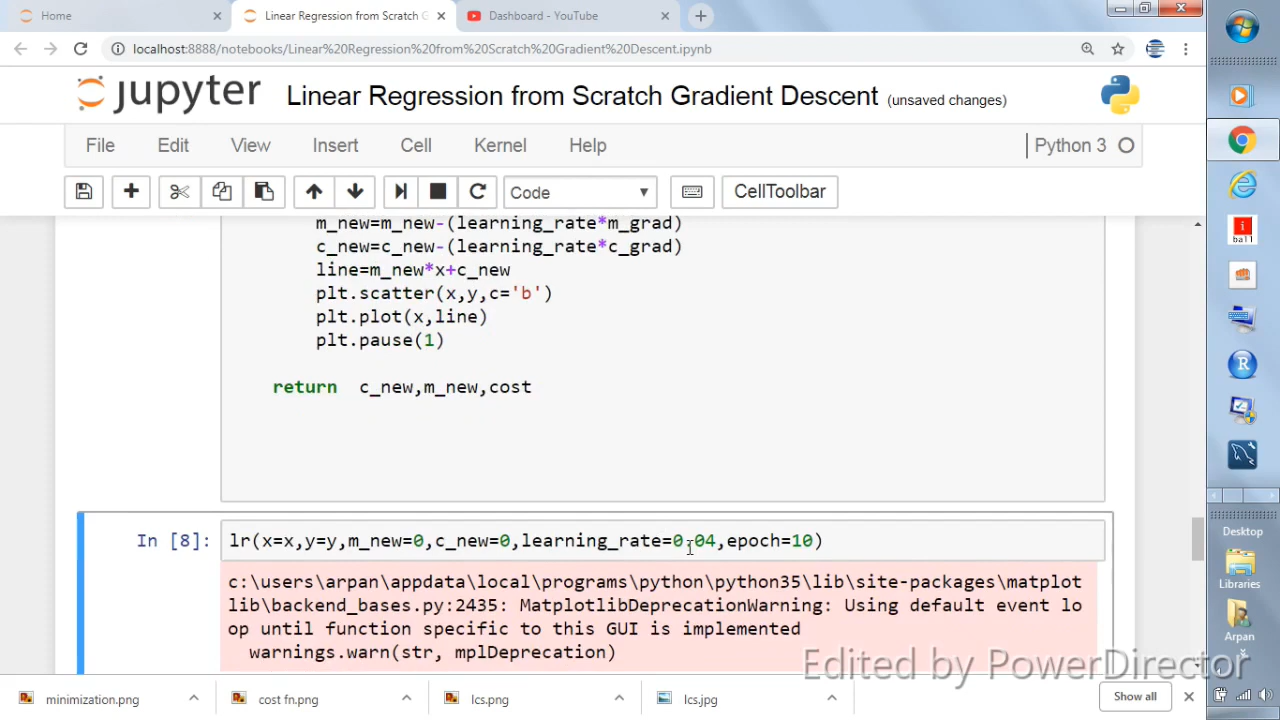 Home
Linear Regression from Scratch G
Dashboard - YouTube
localhost:8888/notebooks/Linear%20Regression%20from%20Scratch%20Gradient%20Descent.ipynb
jupyter Linear Regression from Scratch Gradient Descent (unsaved changes)
File Edit View Insert Cell Kernel Help Python 3
Code CellToolbar
m_new=m_new-(learning_rate*m_grad)
c_new=c_new-(learning_rate*c_grad)
line=m_new*x+c_new
plt.scatter(x,y,c='b')
plt.plot(x,line)
plt.pause(1)
return c_new,m_new,cost
In [8]: lr(x=x,y=y,m_new=0,c_new=0,learning_rate=0.04,epoch=10)
c:\users\arpan\appdata\local\programs\python\python35\lib\site-packages\matplot
lib\backend_bases.py:2435: MatplotlibDeprecationWarning: Using default event lo
op until function specific to this GUI is implemented
warnings.warn(str, mplDeprecation)
Edited by PowerDirector
minimization.png cost fn.png lcs.png lcs.jpg Show all
i
ball
R
Desktop
Libraries
Arpan